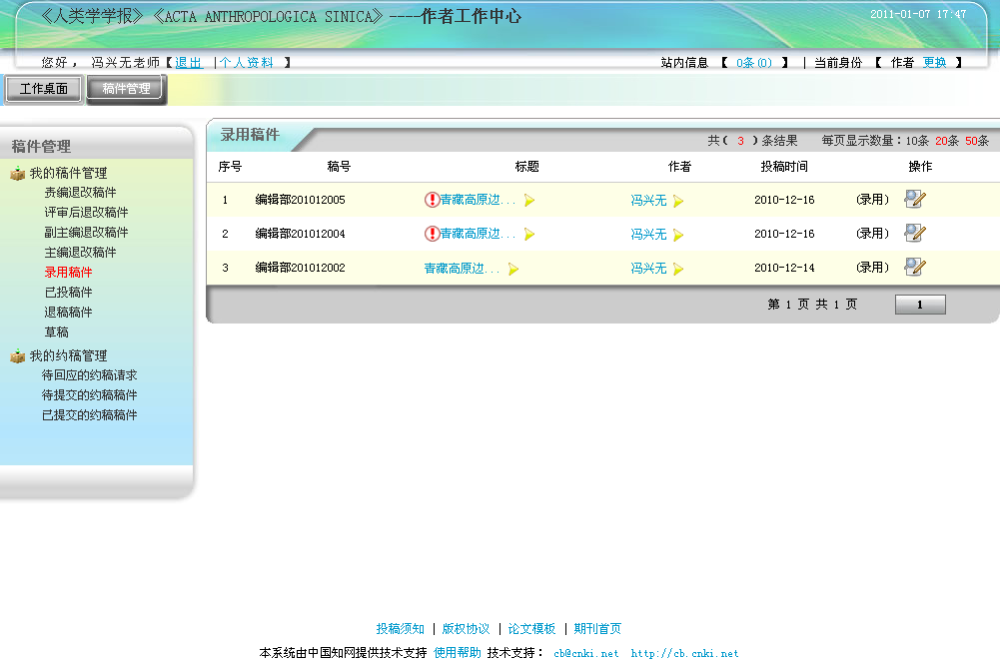 《人类学学报》《ACTA ANTHROPOLOGICA SINICA》----作者工作中心
2011-01-07 17:47
您好， 冯兴无老师【退出 |个人资料 】
站内信息 【 0条(0) 】 | 当前身份 【 作者 更换 】
工作桌面 稿件管理
稿件管理
我的稿件管理
责编退改稿件
评审后退改稿件
副主编退改稿件
主编退改稿件
录用稿件
已投稿件
退稿稿件
草稿
我的约稿管理
待回应的约稿请求
待提交的约稿稿件
已提交的约稿稿件
录用稿件
共( 3 )条结果 每页显示数量：10条 20条 50条
序号 稿号 标题 作者 投稿时间 操作
1 编辑部201012005 青藏高原边... 冯兴无 2010-12-16 (录用)
2 编辑部201012004 青藏高原边... 冯兴无 2010-12-16 (录用)
3 编辑部201012002 青藏高原边... 冯兴无 2010-12-14 (录用)
第 1 页 共 1 页 1
投稿须知 | 版权协议 | 论文模板 | 期刊首页
本系统由中国知网提供技术支持 使用帮助 技术支持： cb@cnki.net http://cb.cnki.net